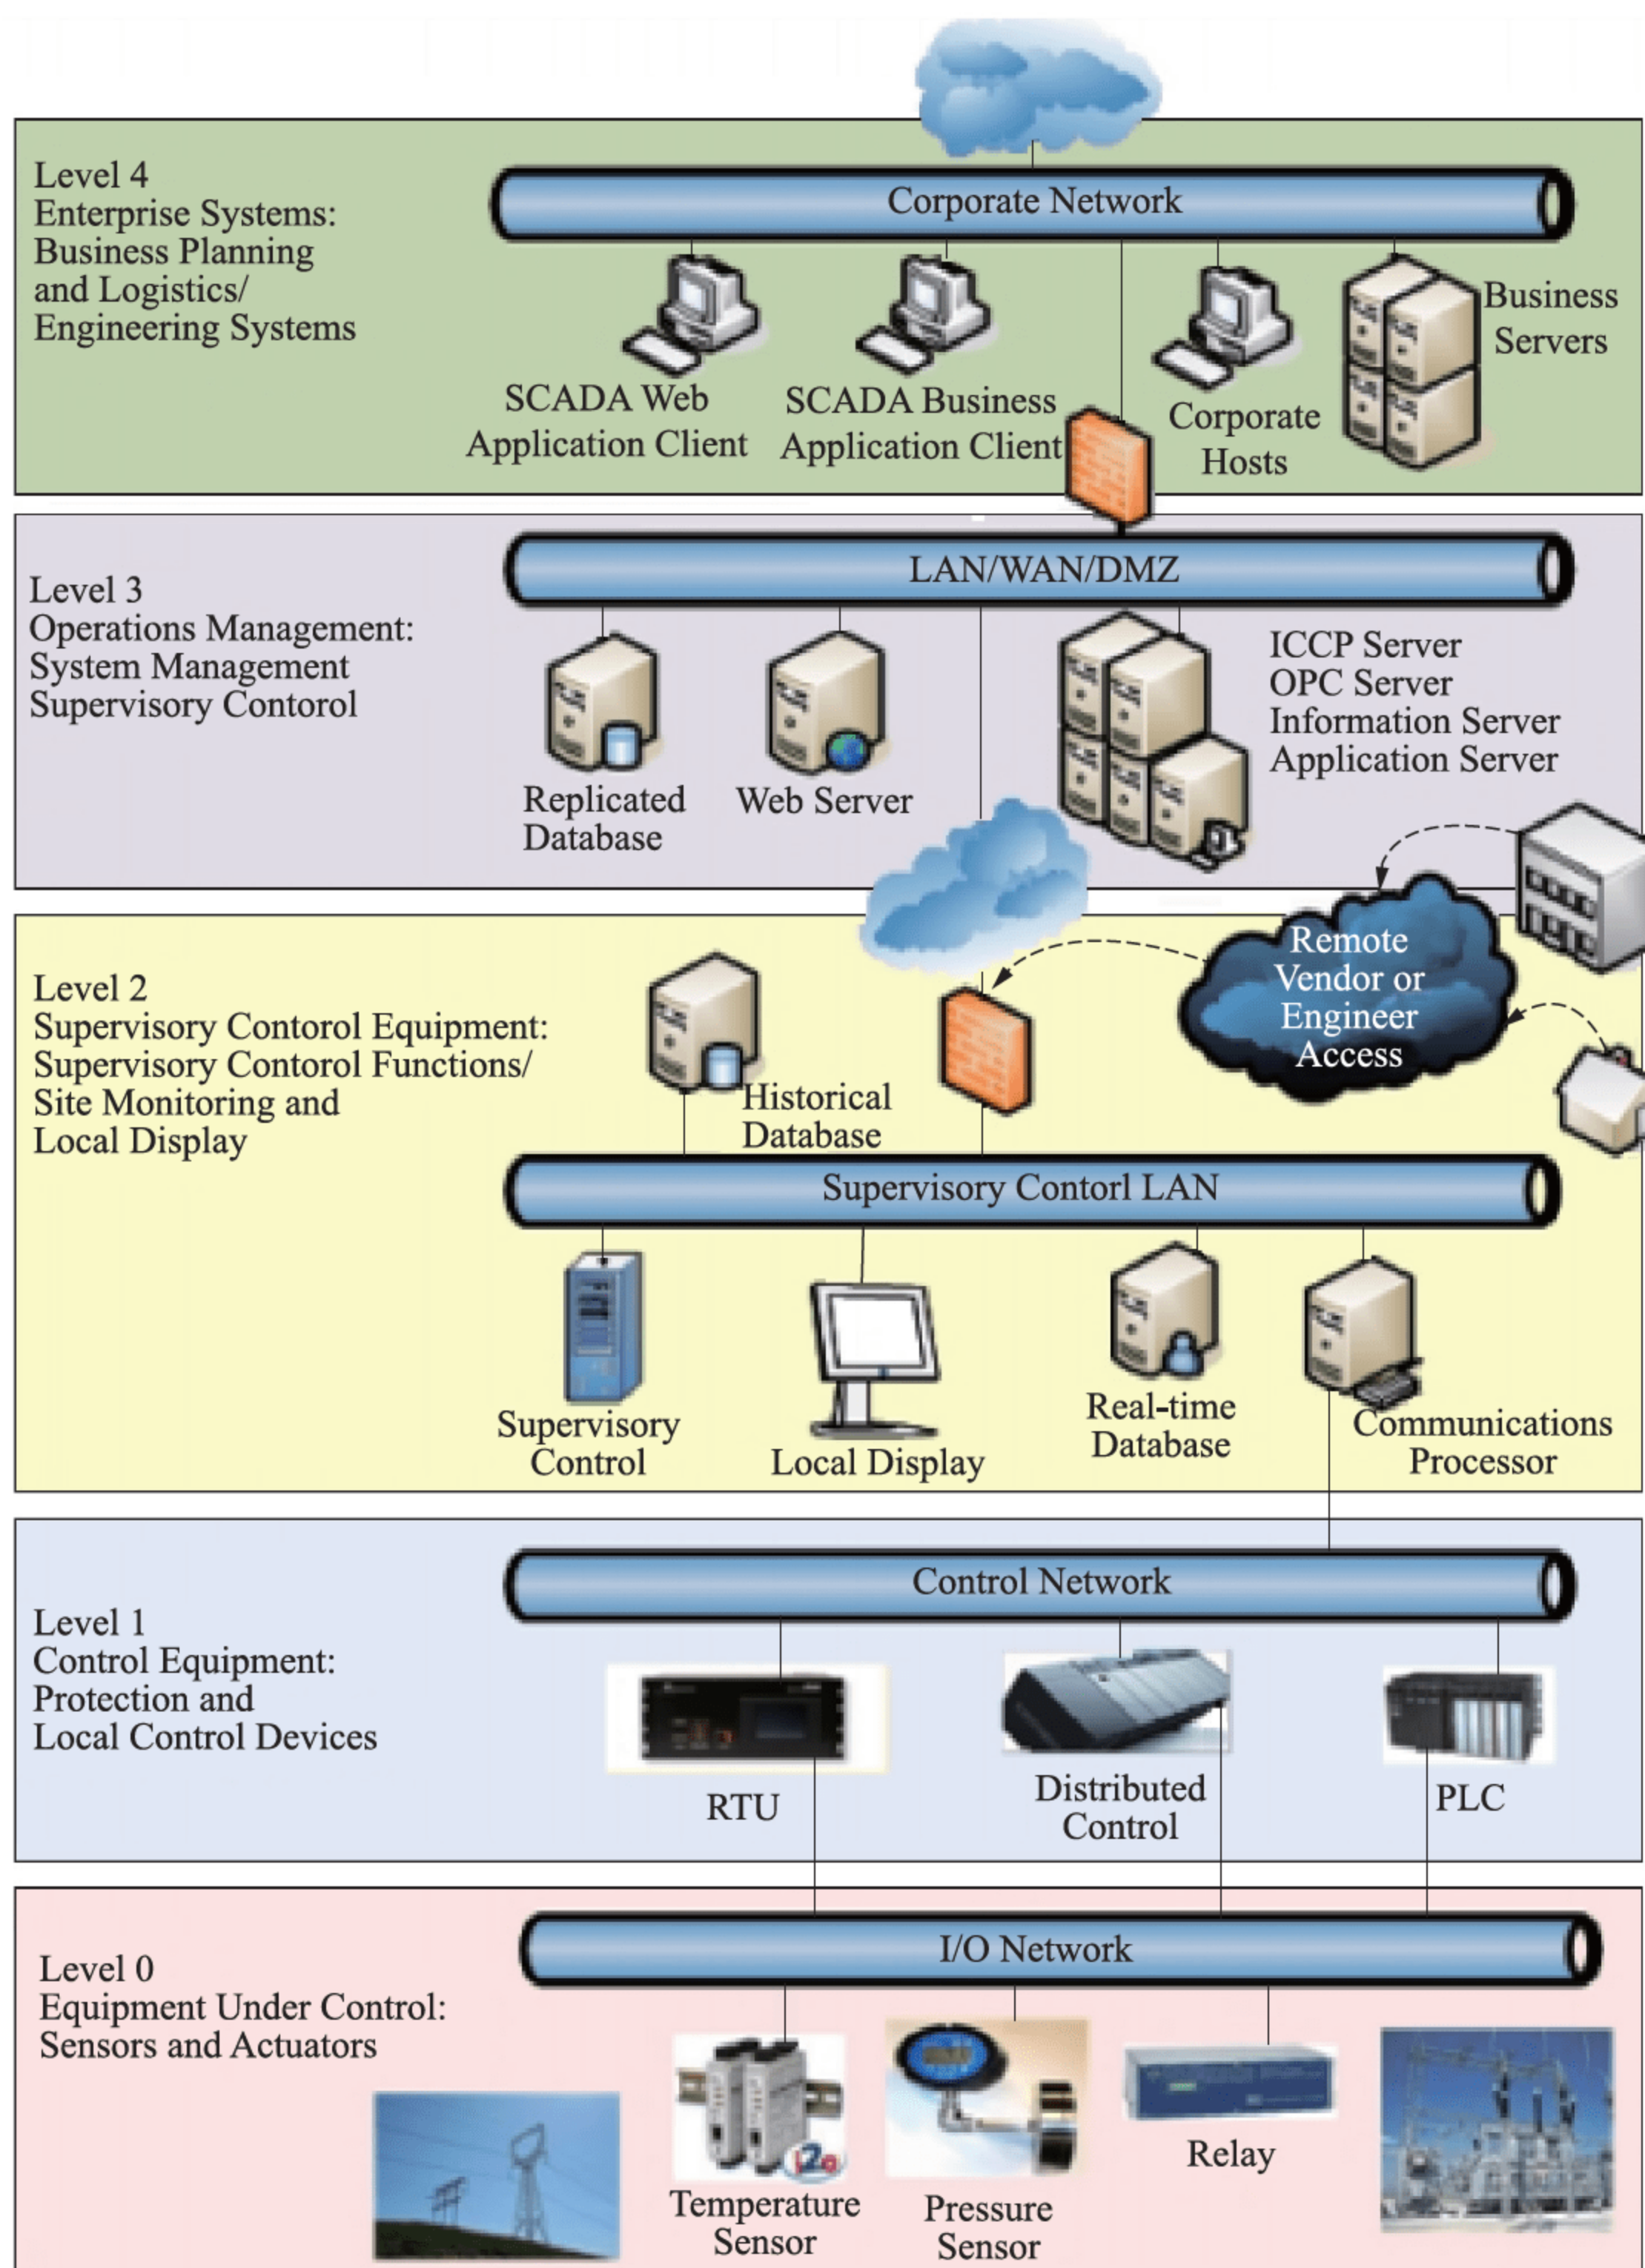 Corporate Network
Level 4
Enterprise Systems:
Business Planning
and Logistics/
Engineering Systems
SCADA Web
Application Client
SCADA Business
Application Client
Corporate
Hosts
Business
Servers
LAN/WAN/DMZ
Level 3
Operations Management:
System Management
Supervisory Contorol
Replicated
Database
Web Server
ICCP Server
OPC Server
Information Server
Application Server
Remote
Vendor or
Engineer
Access
Level 2
Supervisory Contorol Equipment:
Supervisory Contorol Functions/
Site Monitoring and
Local Display
Historical
Database
Supervisory Contorl LAN
Supervisory
Control
Local Display
Real-time
Database
Communications
Processor
Control Network
Level 1
Control Equipment:
Protection and
Local Control Devices
RTU
Distributed
Control
PLC
I/O Network
Level 0
Equipment Under Control:
Sensors and Actuators
Temperature
Sensor
Pressure
Sensor
Relay